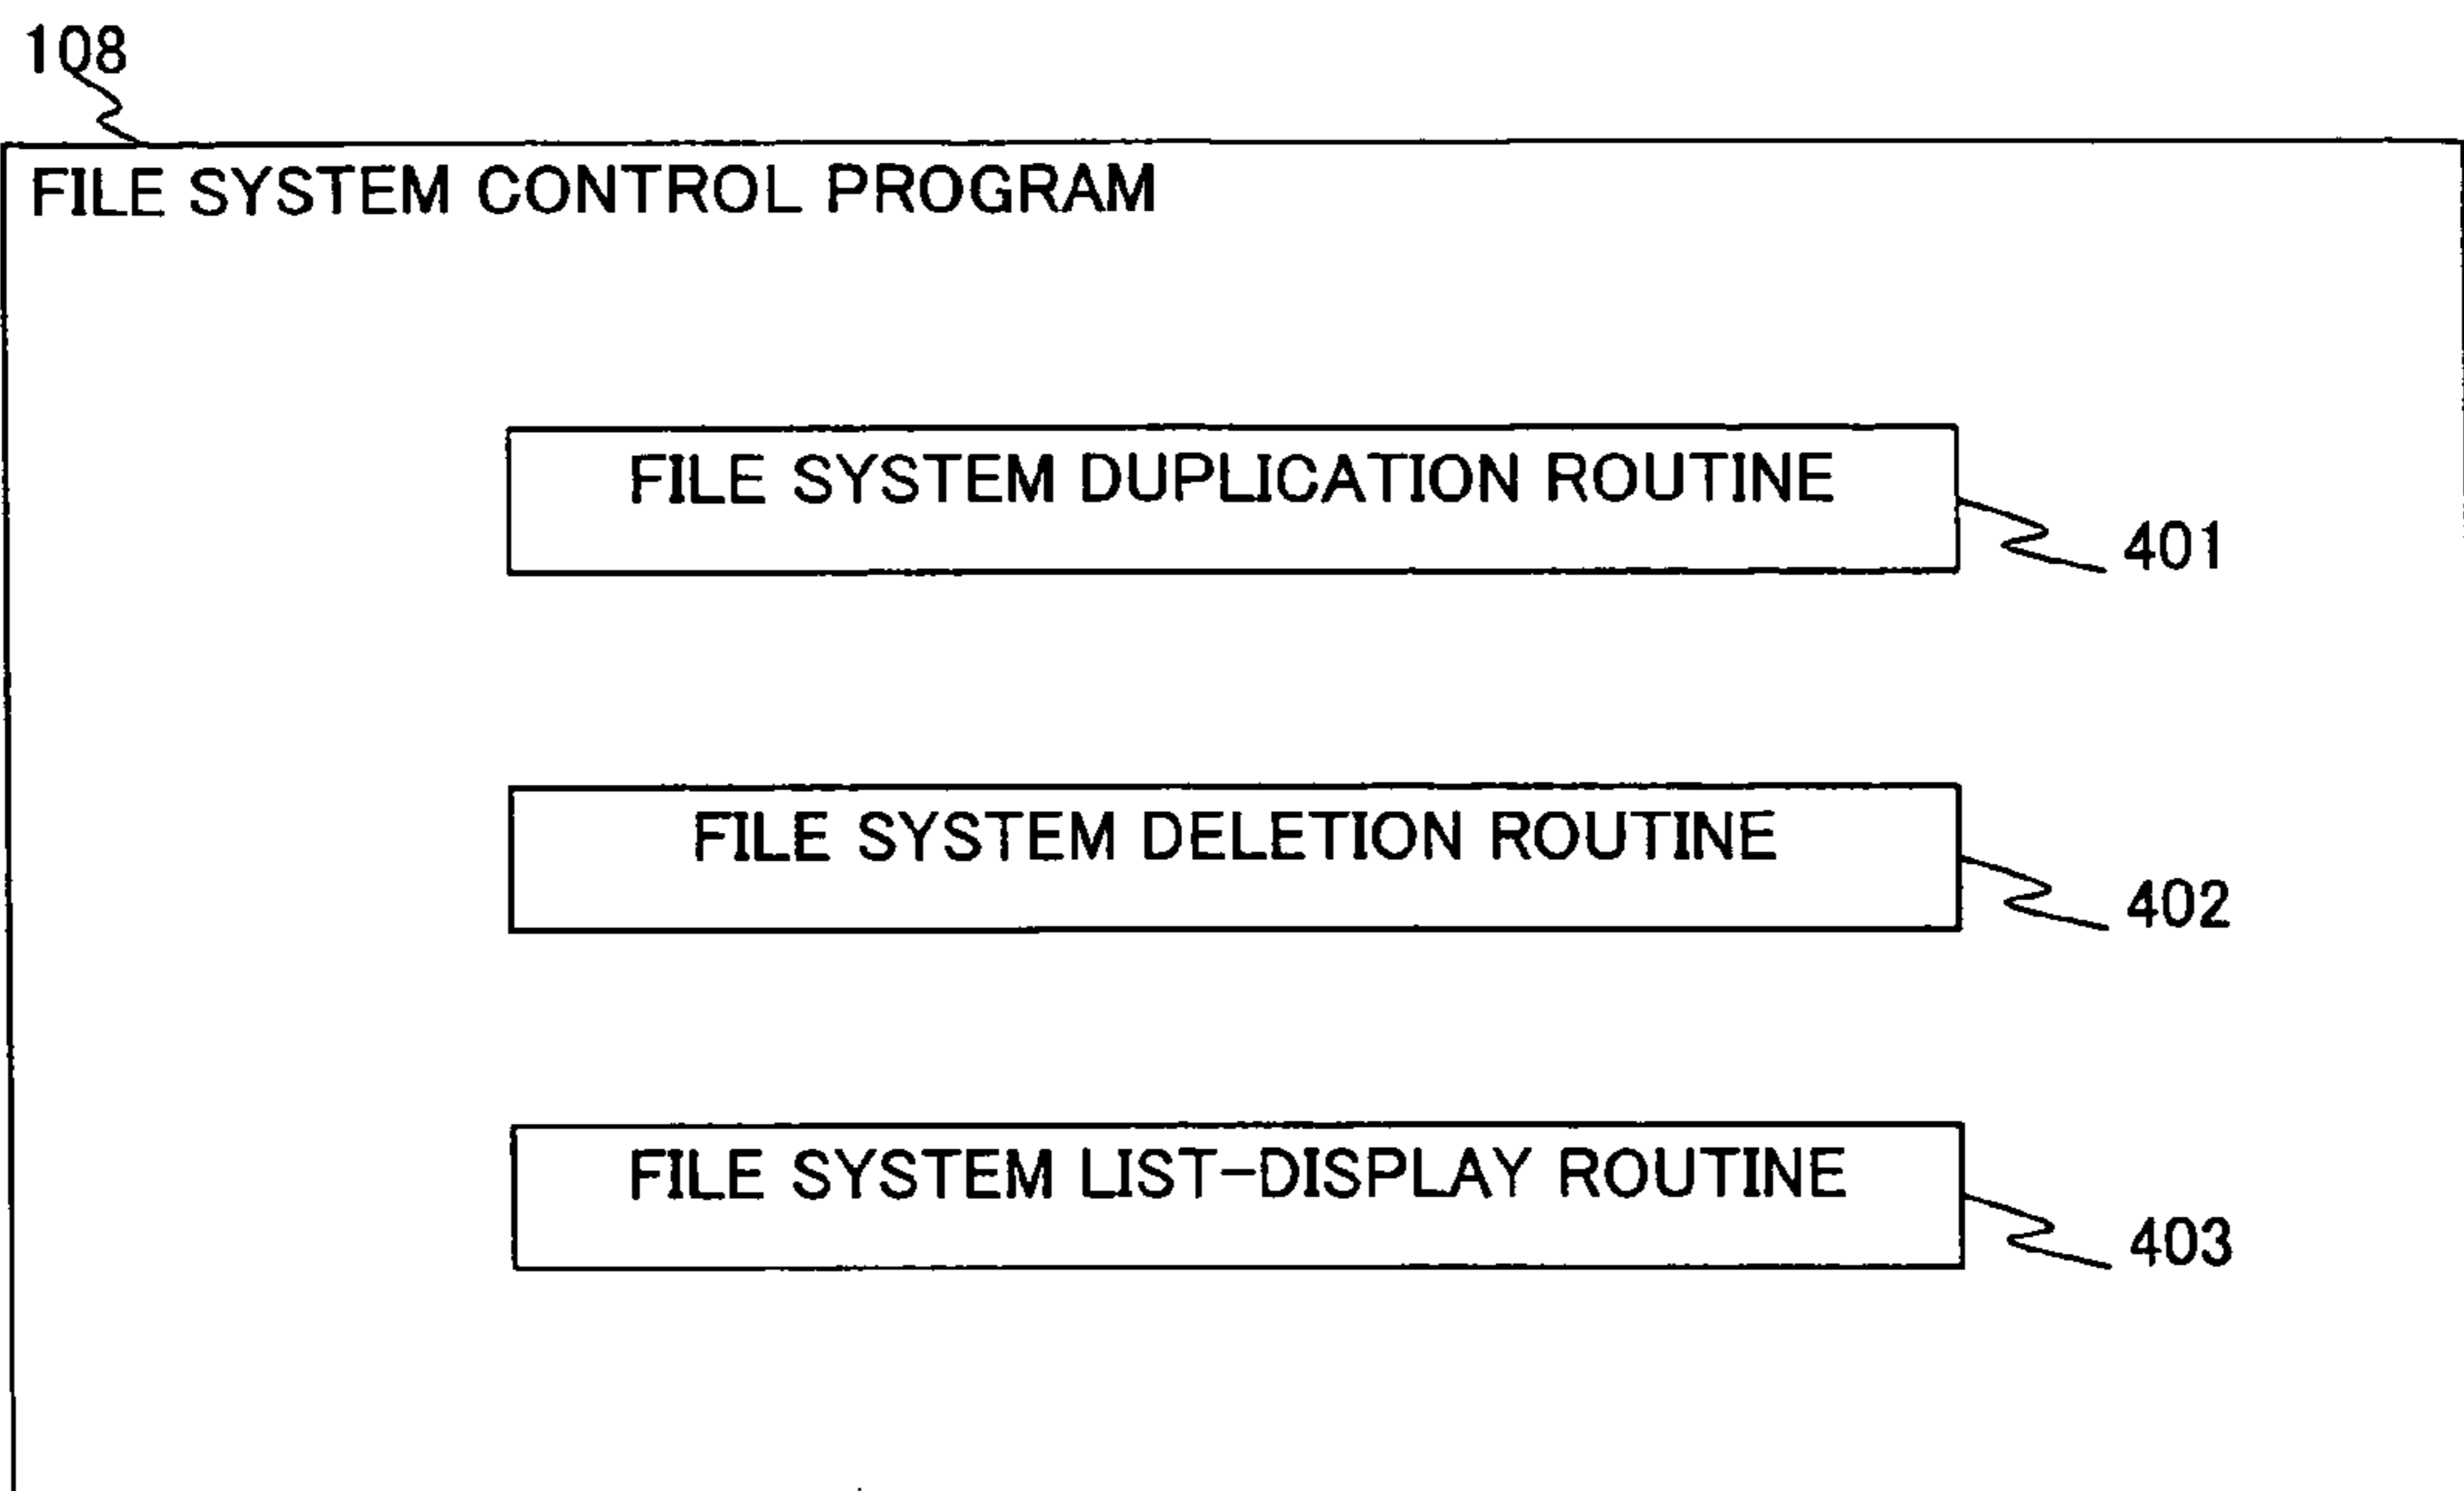 108
FILE SYSTEM CONTROL PROGRAM
FILE SYSTEM DUPLICATION ROUTINE
401
FILE SYSTEM DELETION ROUTINE
402
FILE SYSTEM LIST-DISPLAY ROUTINE
403